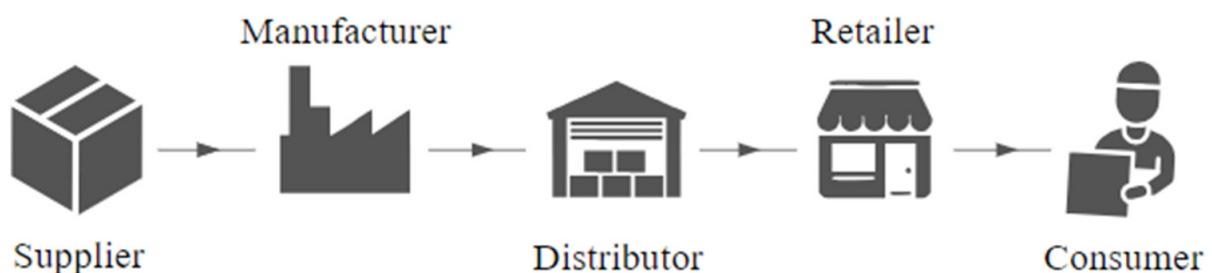 Supplier
Manufacturer
Distributor
Retailer
Consumer